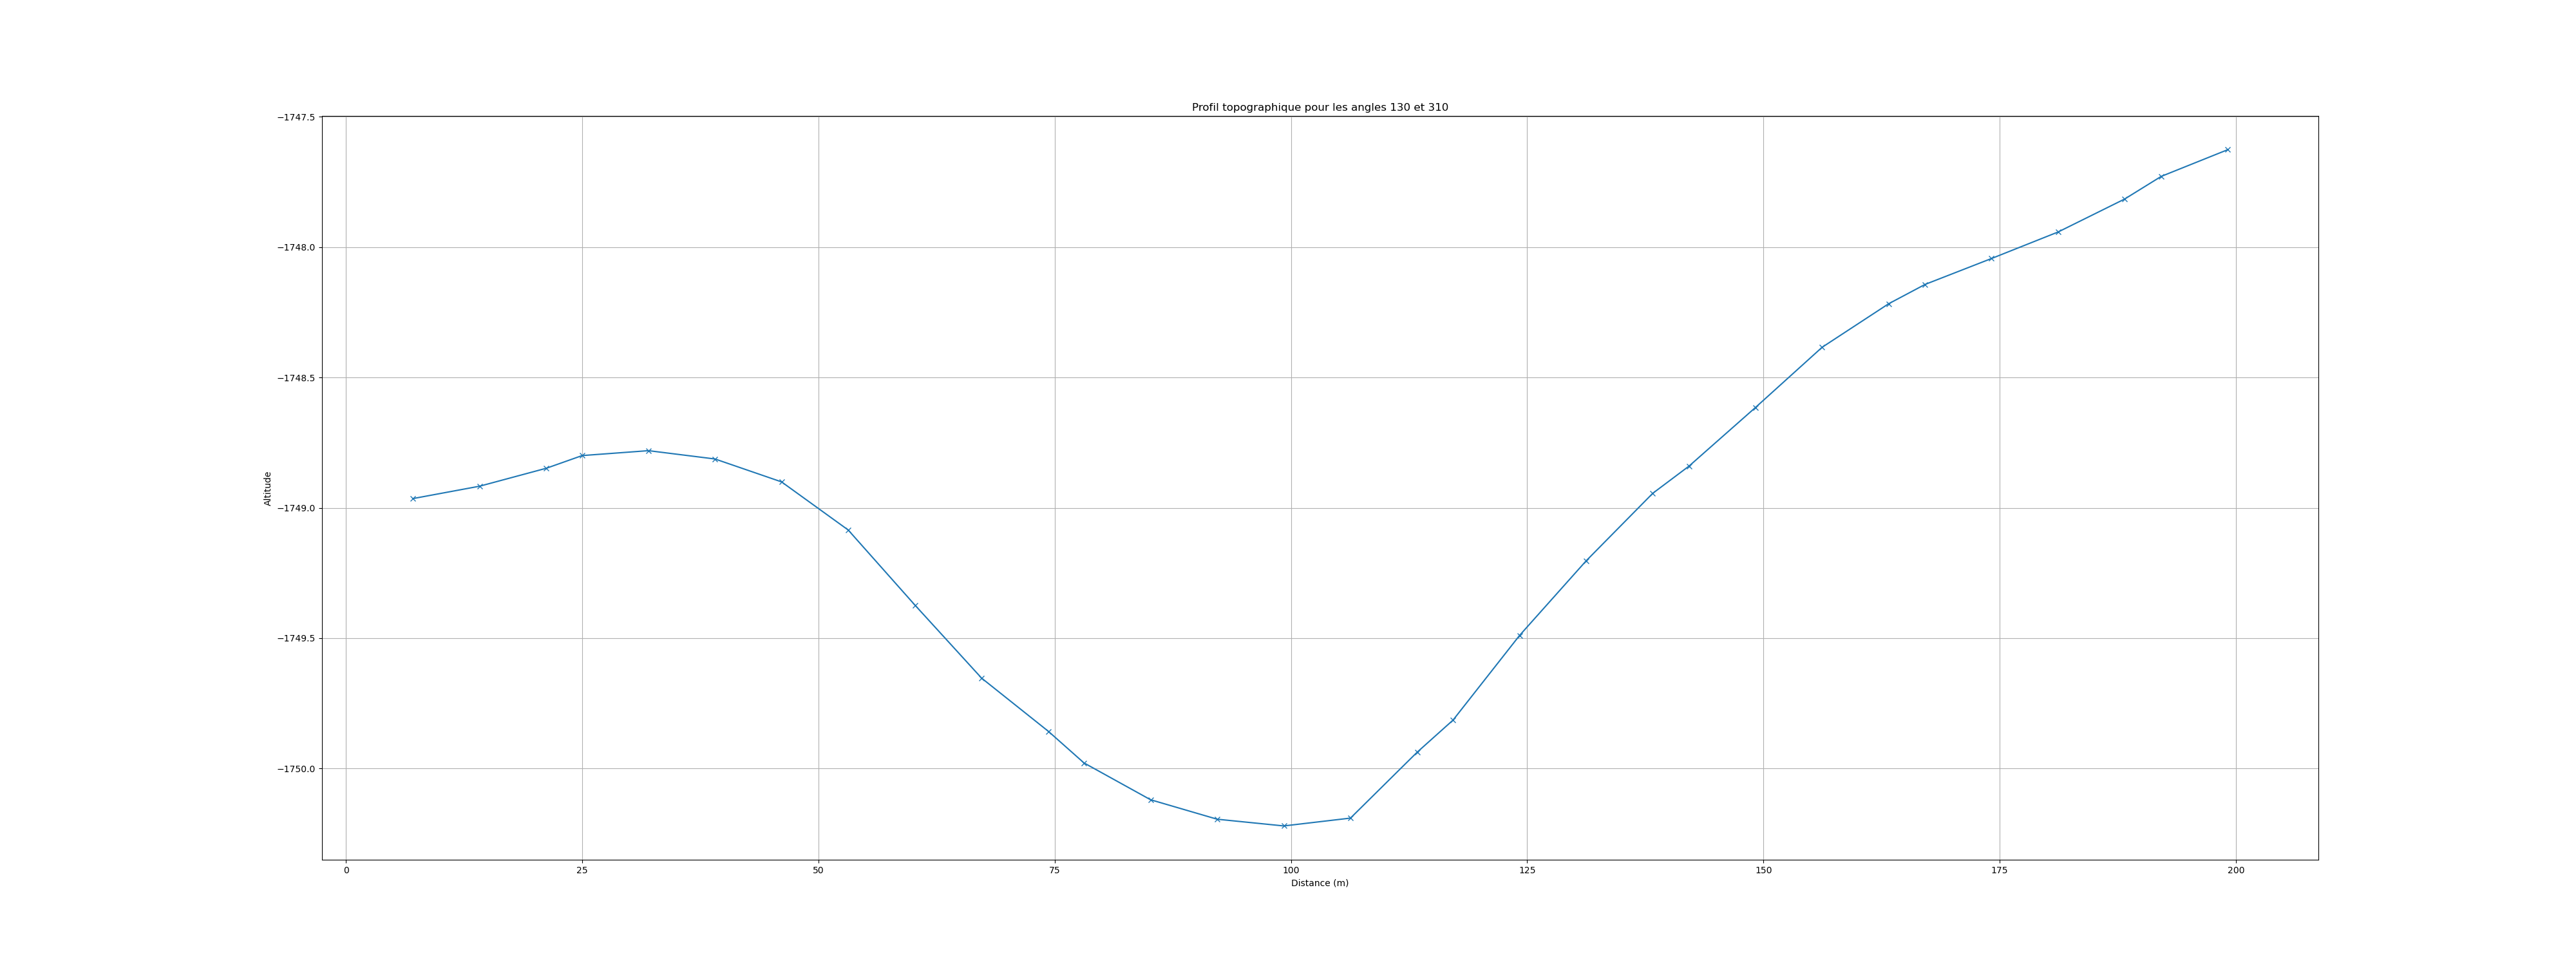 Profil topographique pour les angles 130 et 310
−1747.5
−1748.0
−1748.5
−1749.0
−1749.5
−1750.0
Altitude
0 25 50 75 100 125 150 175 200
Distance (m)